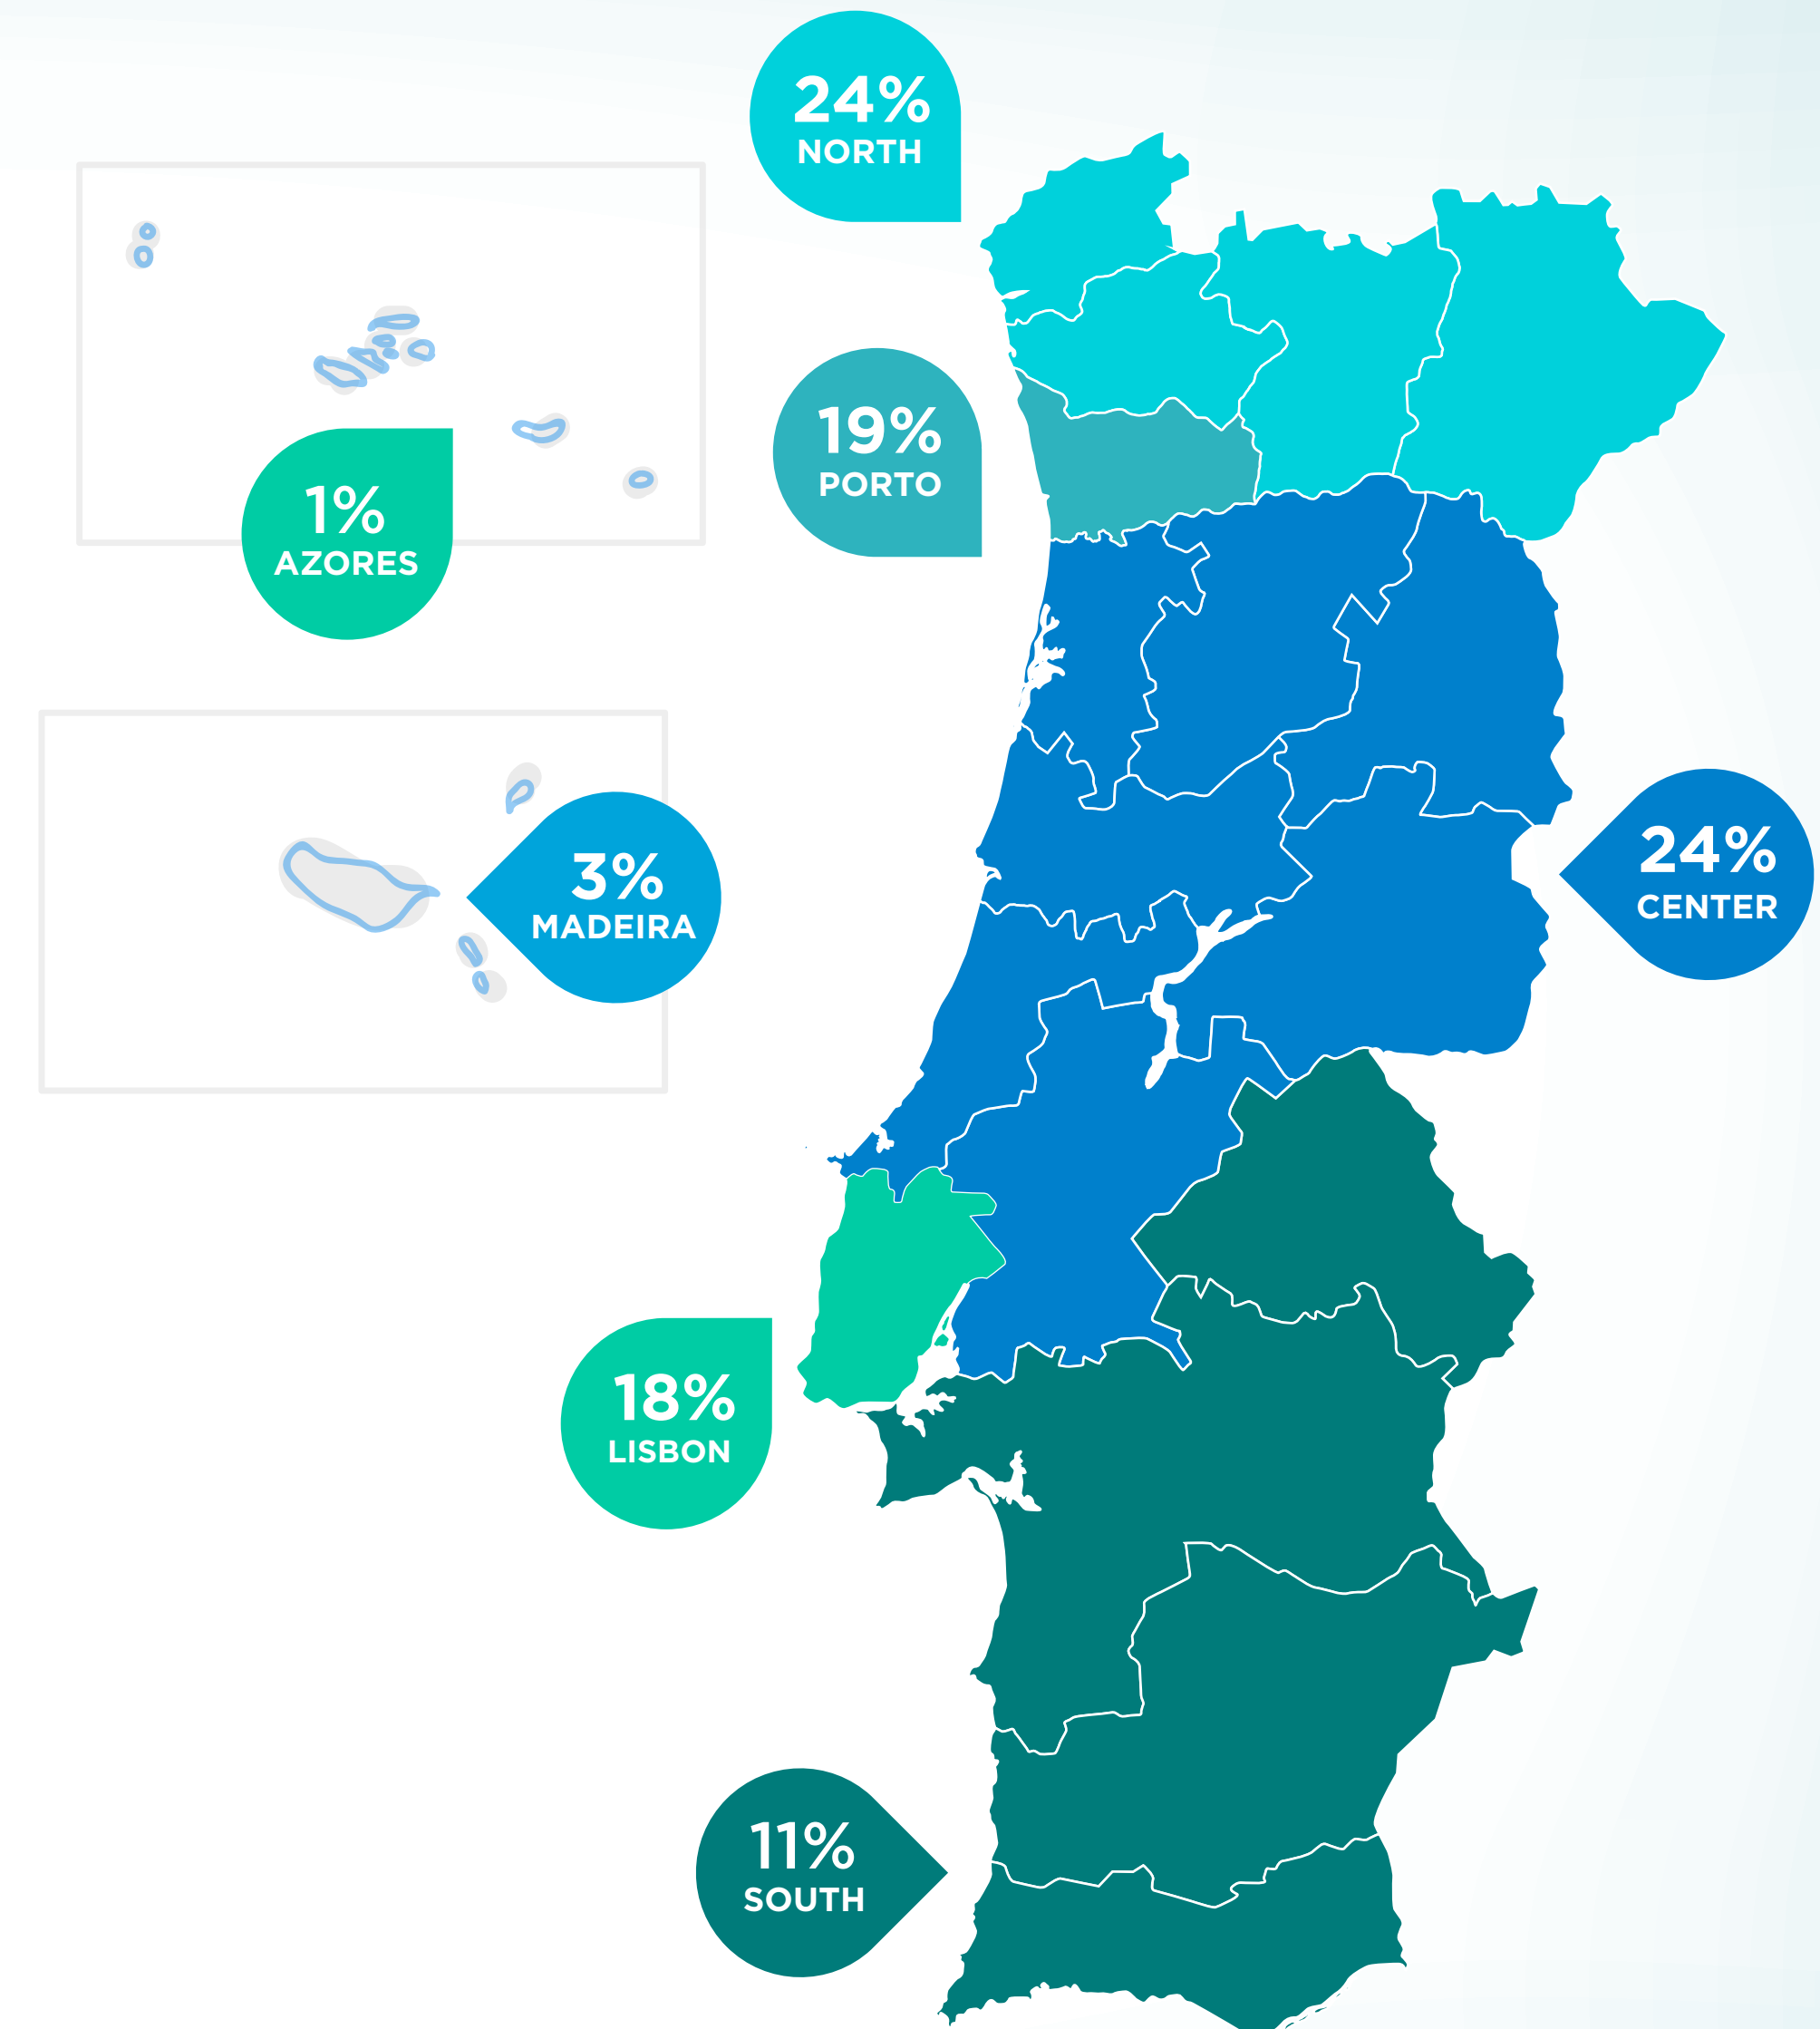 24%
NORTH
19%
PORTO
1%
AZORES
3%
MADEIRA
24%
CENTER
18%
LISBON
11%
SOUTH